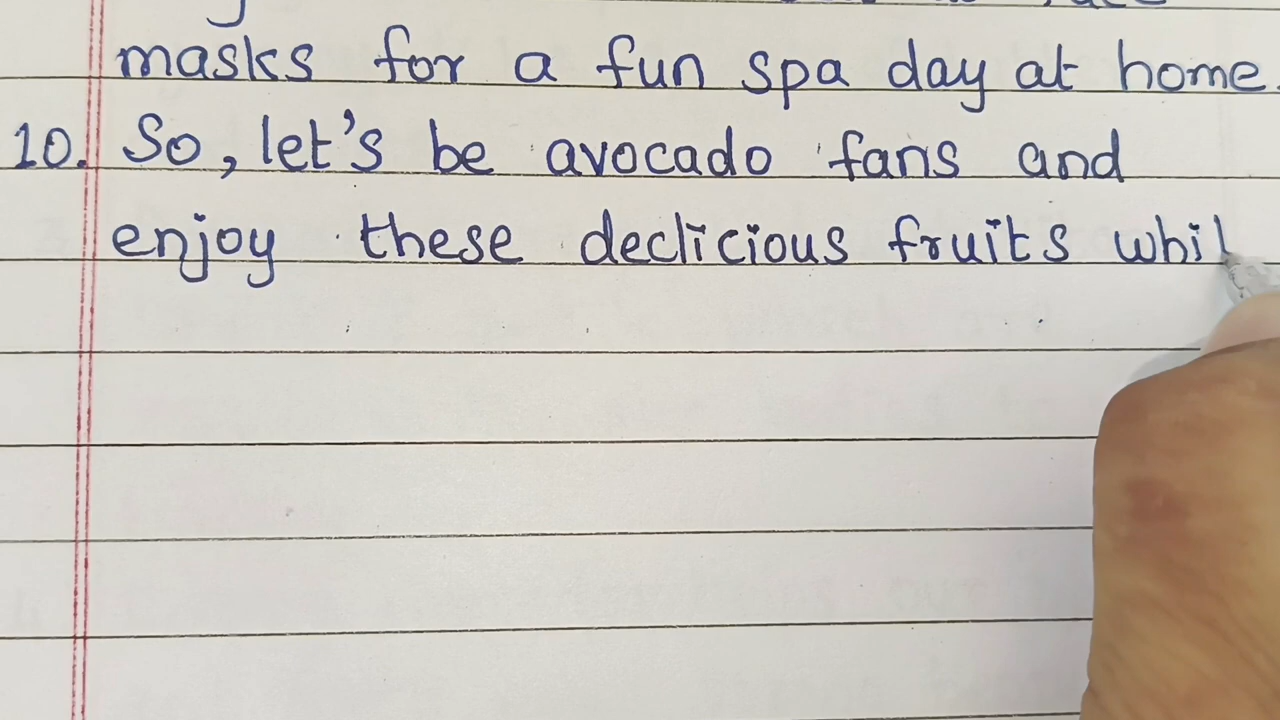 masks for a fun spa day at home.
10. So, let's be avocado fans and
enjoy these declicious fruits whil